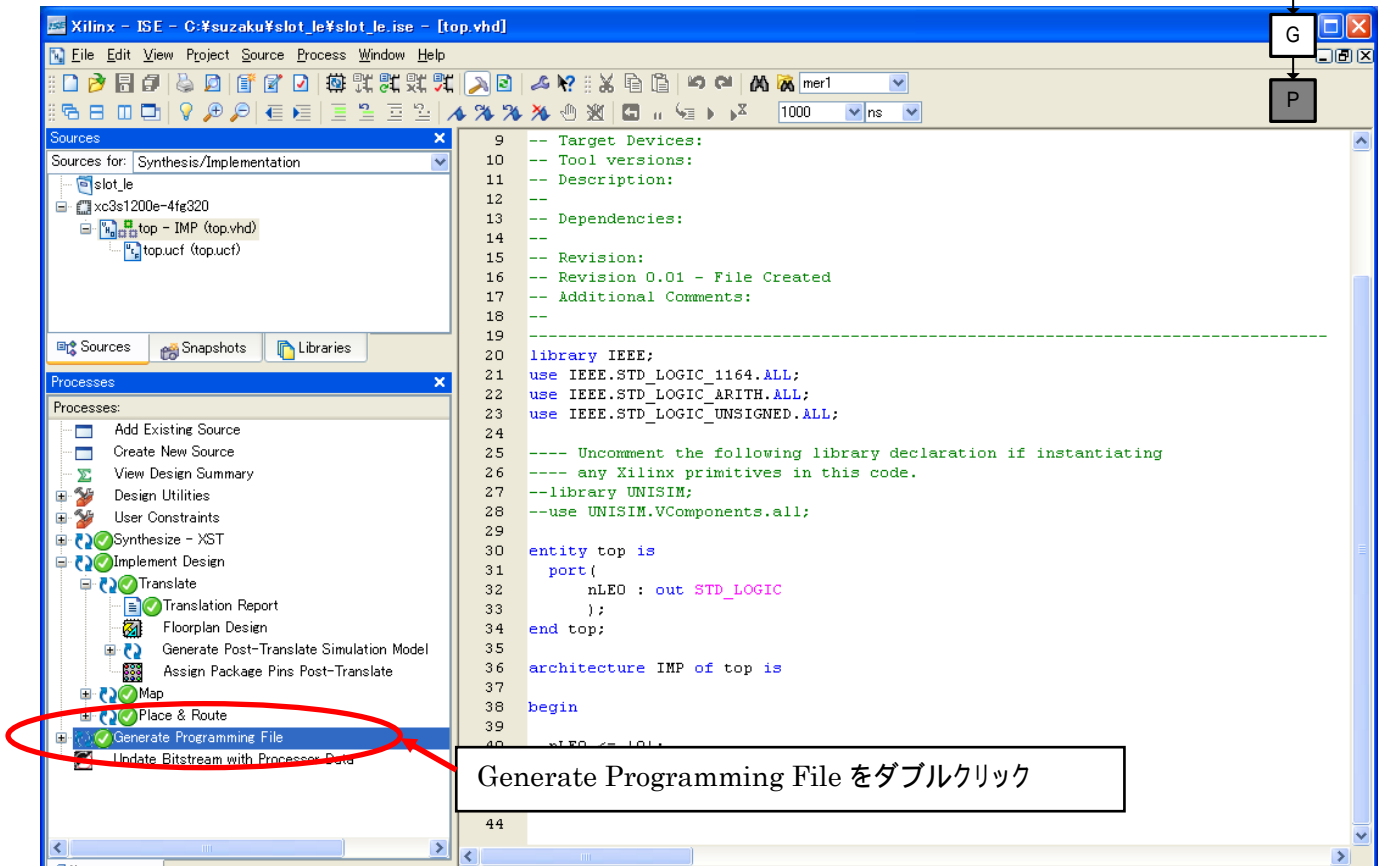 Xilinx - ISE - C:¥suzaku¥slot_le¥slot_le.ise - [top.vhd]
G
File Edit View Project Source Process Window Help
mer1
P
1000 ns
Sources
Sources for: Synthesis/Implementation
slot_le
xc3s1200e-4fg320
top - IMP (top.vhd)
top.ucf (top.ucf)
Sources Snapshots Libraries
Processes
Processes:
Add Existing Source
Create New Source
View Design Summary
Design Utilities
User Constraints
Synthesize - XST
Implement Design
Translate
Translation Report
Floorplan Design
Generate Post-Translate Simulation Model
Assign Package Pins Post-Translate
Map
Place & Route
Generate Programming File
Update Bitstream with Processor Data
9 -- Target Devices:
10 -- Tool versions:
11 -- Description:
12 --
13 -- Dependencies:
14 --
15 -- Revision:
16 -- Revision 0.01 - File Created
17 -- Additional Comments:
18 --
19 ----------------------------------------------------------------------------------
20 library IEEE;
21 use IEEE.STD_LOGIC_1164.ALL;
22 use IEEE.STD_LOGIC_ARITH.ALL;
23 use IEEE.STD_LOGIC_UNSIGNED.ALL;
24
25 ---- Uncomment the following library declaration if instantiating
26 ---- any Xilinx primitives in this code.
27 --library UNISIM;
28 --use UNISIM.VComponents.all;
29
30 entity top is
31 port(
32 nLE0 : out STD_LOGIC
33 );
34 end top;
35
36 architecture IMP of top is
37
38 begin
39
40 nLE0 <= '0';
Generate Programming File をダブルクリック
44